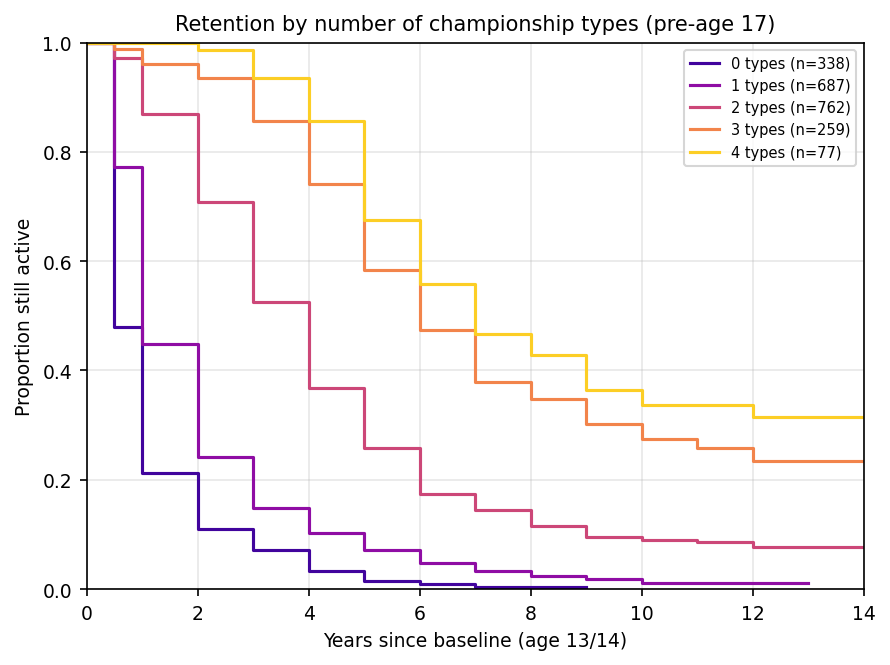 Retention by number of championship types (pre-age 17)
Proportion still active
1.0
0.8
0.6
0.4
0.2
0.0
0 types (n=338)
1 types (n=687)
2 types (n=762)
3 types (n=259)
4 types (n=77)
0 2 4 6 8 10 12 14
Years since baseline (age 13/14)